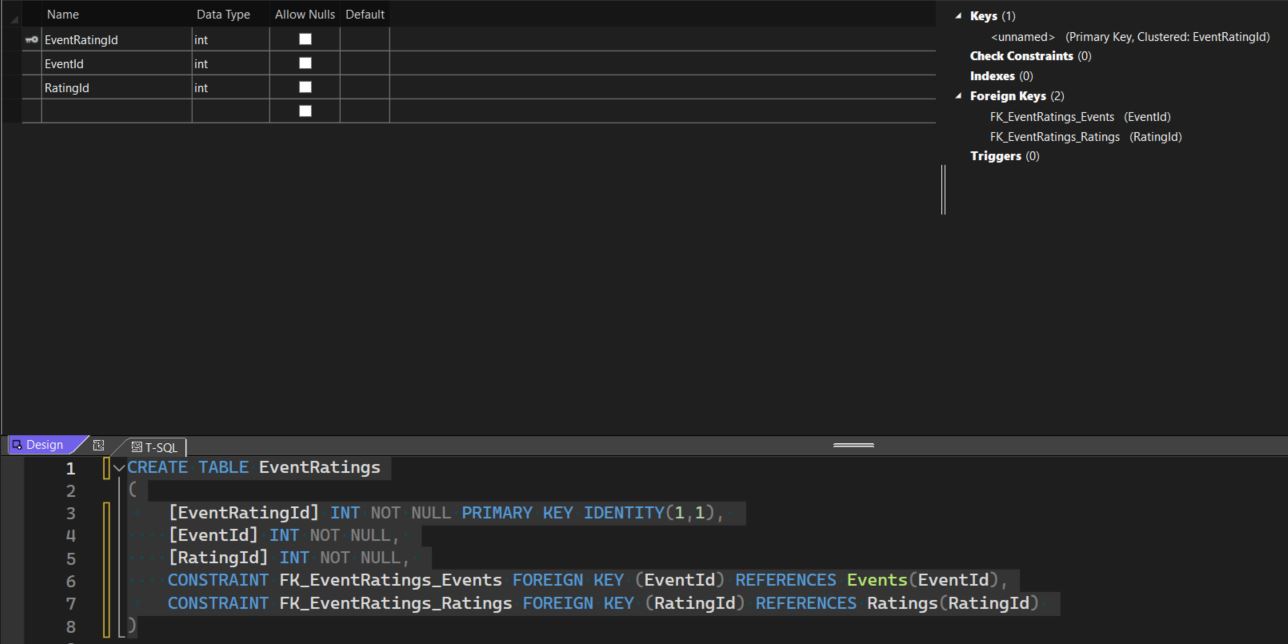 Name Data Type Allow Nulls Default
EventRatingId int
EventId int
RatingId int
Keys (1)
<unnamed> (Primary Key, Clustered: EventRatingId)
Check Constraints (0)
Indexes (0)
Foreign Keys (2)
FK_EventRatings_Events (EventId)
FK_EventRatings_Ratings (RatingId)
Triggers (0)
Design T-SQL
1 CREATE TABLE EventRatings
2 (
3 [EventRatingId] INT NOT NULL PRIMARY KEY IDENTITY(1,1),
4 [EventId] INT NOT NULL,
5 [RatingId] INT NOT NULL,
6 CONSTRAINT FK_EventRatings_Events FOREIGN KEY (EventId) REFERENCES Events(EventId),
7 CONSTRAINT FK_EventRatings_Ratings FOREIGN KEY (RatingId) REFERENCES Ratings(RatingId)
8 )